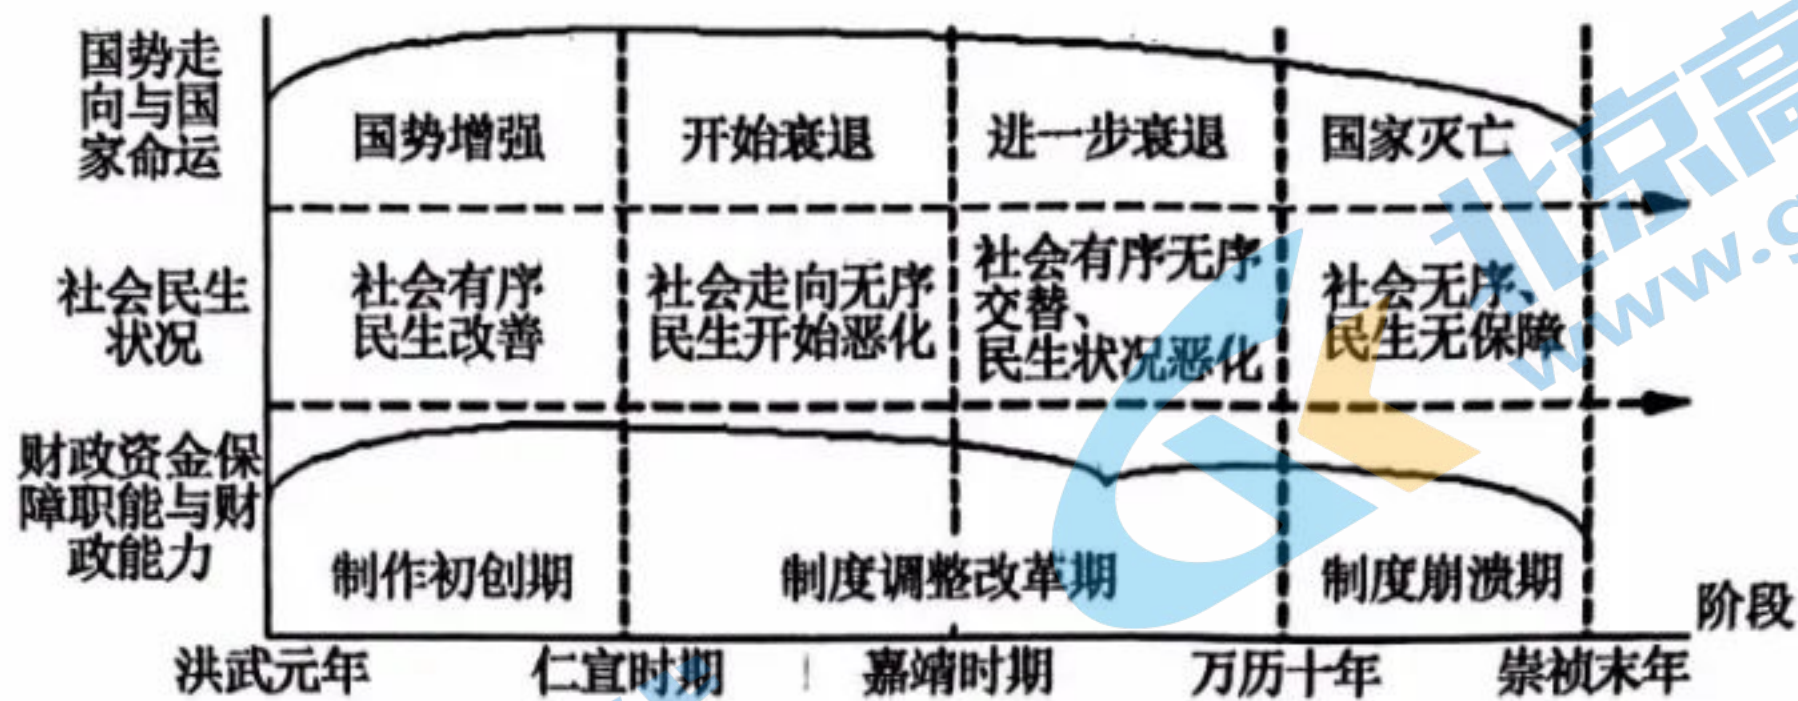 国势走
向与国
家命运
国势增强
开始衰退
进一步衰退
国家灭亡
社会民生
状况
社会有序
民生改善
社会走向无序
民生开始恶化
社会有序无序
交替、
民生状况恶化
社会无序、
民生无保障
财政资金保
障职能与财
政能力
制作初创期
制度调整改革期
制度崩溃期
阶段
洪武元年
仁宣时期
嘉靖时期
万历十年
崇祯末年
北京高
www.g